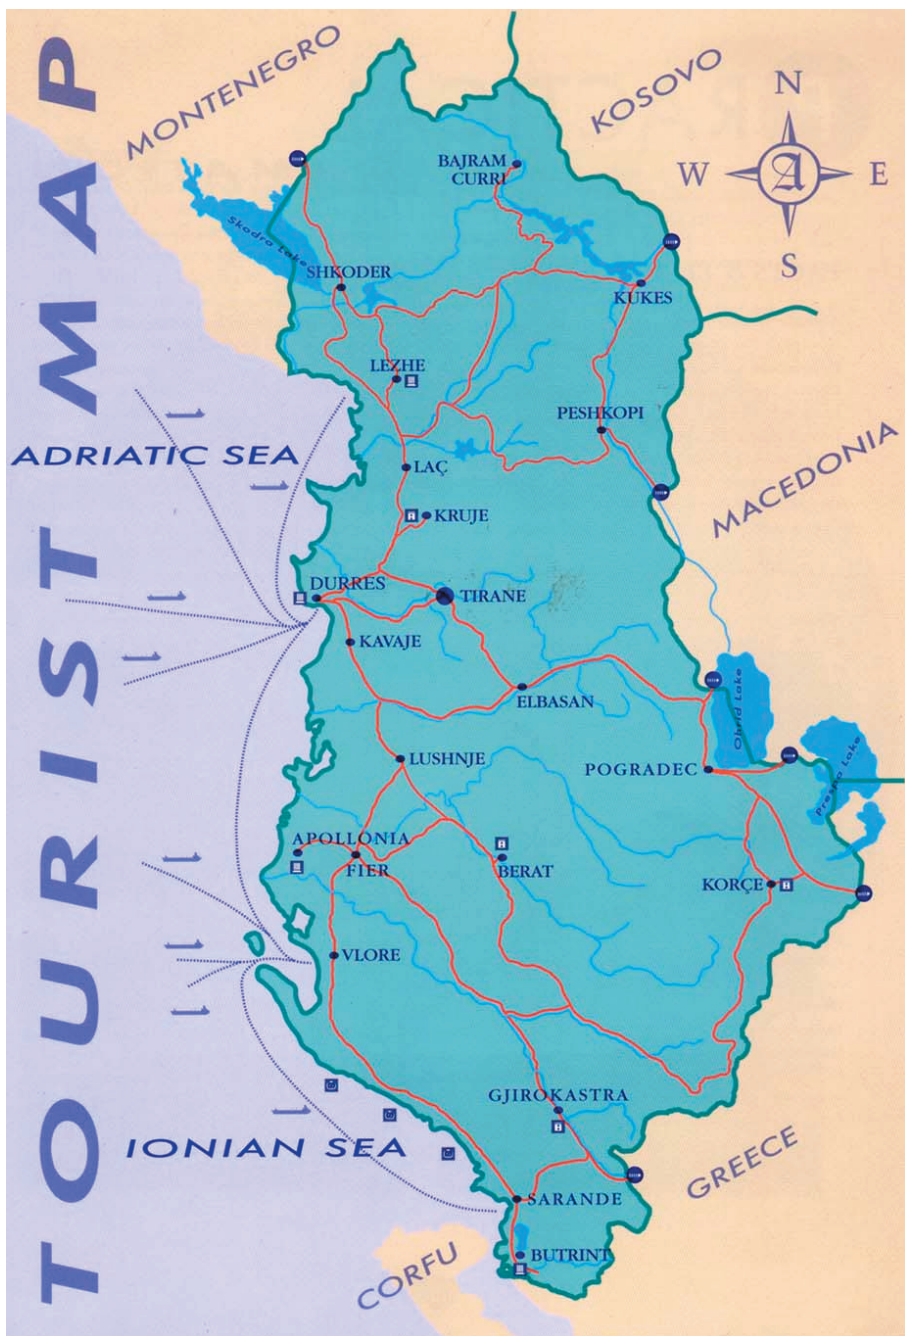 TOURIST MAP
MONTENEGRO
KOSOVO
N
W
A
E
S
BAJRAM
CURRI
Skodra Lake
SHKODER
KUKES
LEZHE
PESHKOPI
ADRIATIC SEA
LAÇ
MACEDONIA
KRUJE
DURRES
TIRANE
KAVAJE
ELBASAN
Ohrid Lake
LUSHNJE
POGRADEC
Prespa Lake
APOLLONIA
FIER
BERAT
KORÇE
VLORE
GJIROKASTRA
IONIAN SEA
GREECE
SARANDE
BUTRINT
CORFU